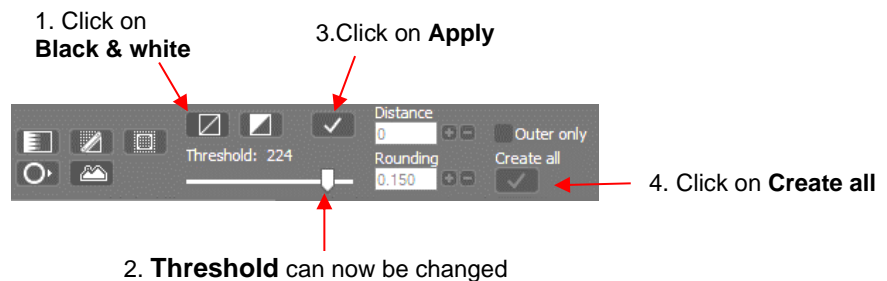 1. Click on
Black & white
3.Click on Apply
Distance
0
Outer only
Threshold: 224
Rounding
Create all
0.150
4. Click on Create all
2. Threshold can now be changed